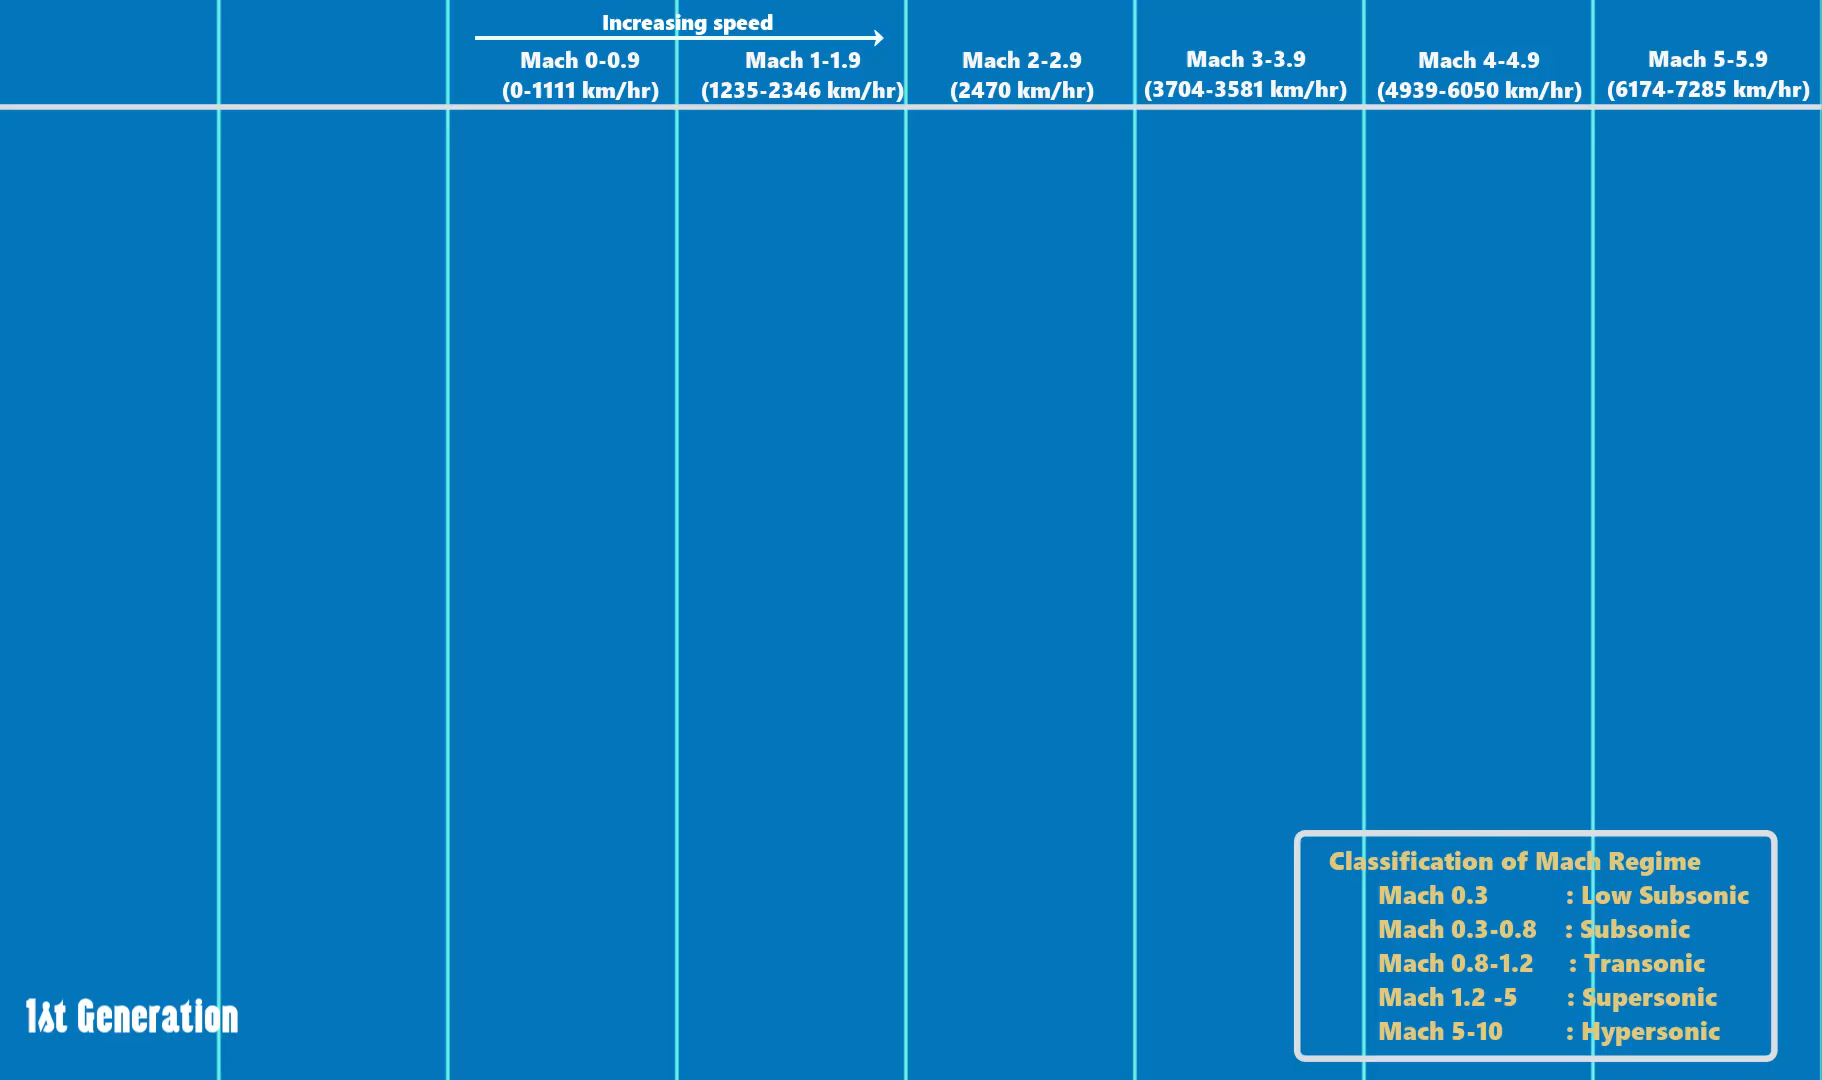 Increasing speed
Mach 0-0.9
(0-1111 km/hr)
Mach 1-1.9
(1235-2346 km/hr)
Mach 2-2.9
(2470 km/hr)
Mach 3-3.9
(3704-3581 km/hr)
Mach 4-4.9
(4939-6050 km/hr)
Mach 5-5.9
(6174-7285 km/hr)
Classification of Mach Regime
Mach 0.3 : Low Subsonic
Mach 0.3-0.8 : Subsonic
Mach 0.8-1.2 : Transonic
Mach 1.2 -5 : Supersonic
Mach 5-10 : Hypersonic
1st Generation